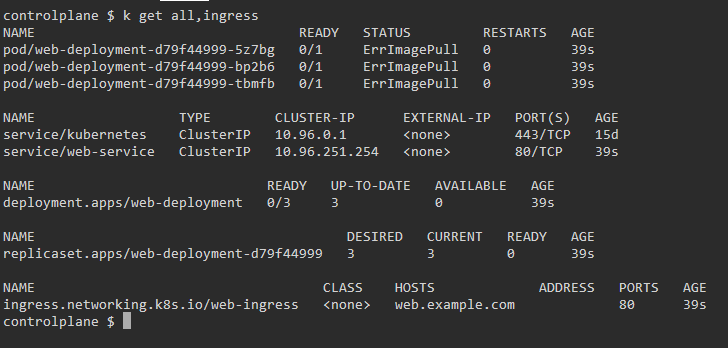 controlplane $ k get all,ingress
NAME                                 READY   STATUS         RESTARTS   AGE
pod/web-deployment-d79f44999-5z7bg   0/1     ErrImagePull   0          39s
pod/web-deployment-d79f44999-bp2b6   0/1     ErrImagePull   0          39s
pod/web-deployment-d79f44999-tbmfb   0/1     ErrImagePull   0          39s
NAME                  TYPE        CLUSTER-IP      EXTERNAL-IP   PORT(S)   AGE
service/kubernetes    ClusterIP   10.96.0.1       <none>        443/TCP   15d
service/web-service   ClusterIP   10.96.251.254   <none>        80/TCP    39s
NAME                             READY   UP-TO-DATE   AVAILABLE   AGE
deployment.apps/web-deployment   0/3     3            0           39s
NAME                                       DESIRED   CURRENT   READY   AGE
replicaset.apps/web-deployment-d79f44999   3         3         0       39s
NAME                                    CLASS    HOSTS             ADDRESS   PORTS   AGE
ingress.networking.k8s.io/web-ingress   <none>   web.example.com             80      39s
controlplane $